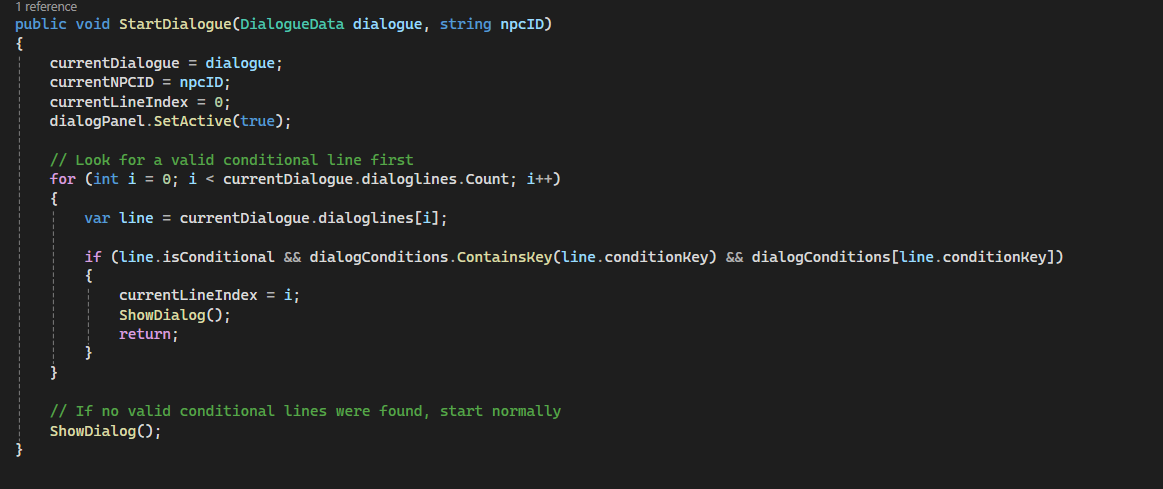 1 reference
public void StartDialogue(DialogueData dialogue, string npcID)
{
    currentDialogue = dialogue;
    currentNPCID = npcID;
    currentLineIndex = 0;
    dialogPanel.SetActive(true);

    // Look for a valid conditional line first
    for (int i = 0; i < currentDialogue.dialoglines.Count; i++)
    {
        var line = currentDialogue.dialoglines[i];

        if (line.isConditional && dialogConditions.ContainsKey(line.conditionKey) && dialogConditions[line.conditionKey])
        {
            currentLineIndex = i;
            ShowDialog();
            return;
        }
    }

    // If no valid conditional lines were found, start normally
    ShowDialog();
}